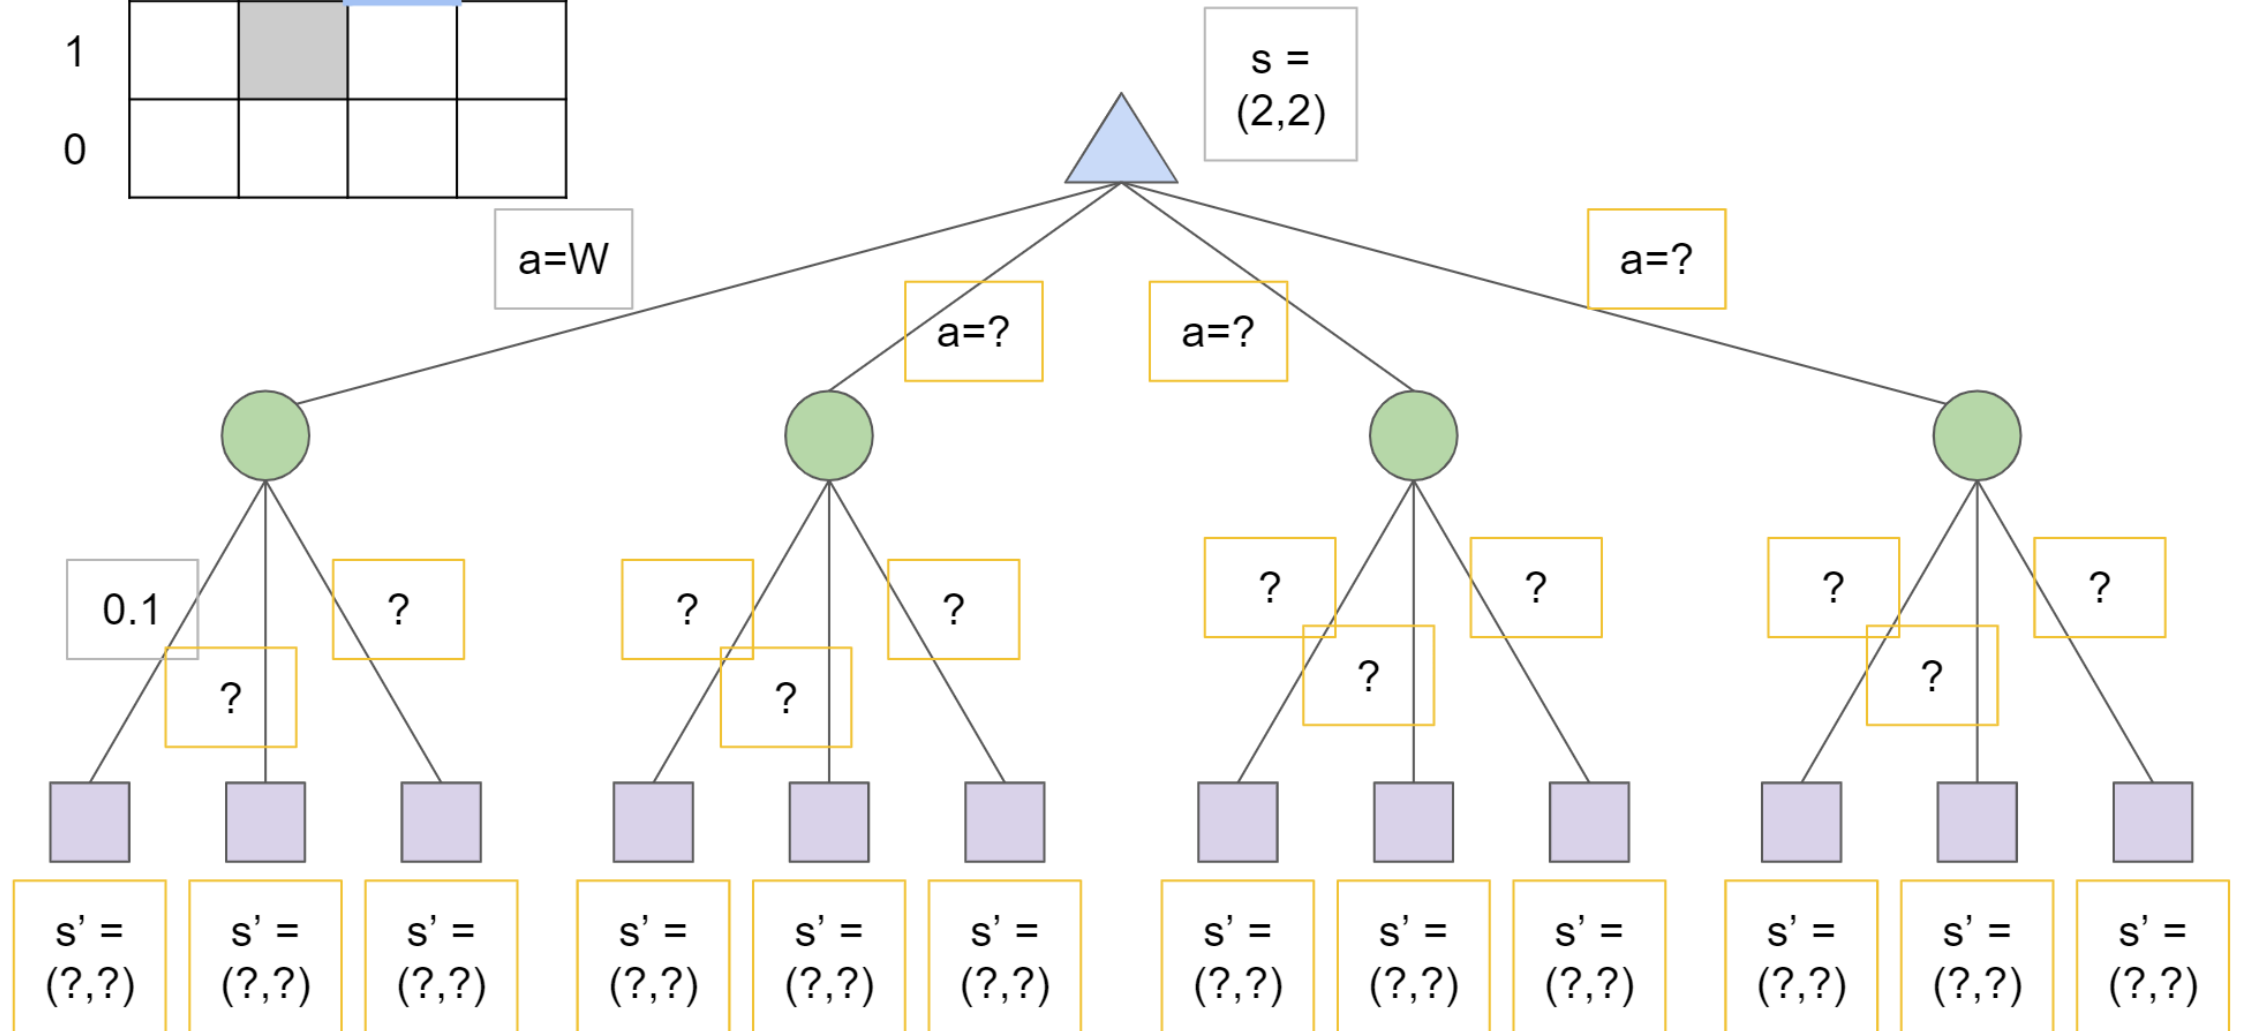 1
0
s =
(2,2)
a=W
a=?
a=?
a=?
0.1
?
?
?
?
?
?
?
?
?
?
?
s’ =
(?,?)
s’ =
(?,?)
s’ =
(?,?)
s’ =
(?,?)
s’ =
(?,?)
s’ =
(?,?)
s’ =
(?,?)
s’ =
(?,?)
s’ =
(?,?)
s’ =
(?,?)
s’ =
(?,?)
s’ =
(?,?)